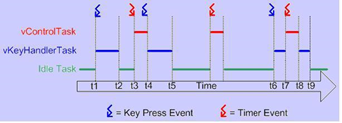 vControlTask
vKeyHandlerTask
Idle Task
t1 t2 t3 t4 t5 Time t6 t7 t8 t9
= Key Press Event = Timer Event